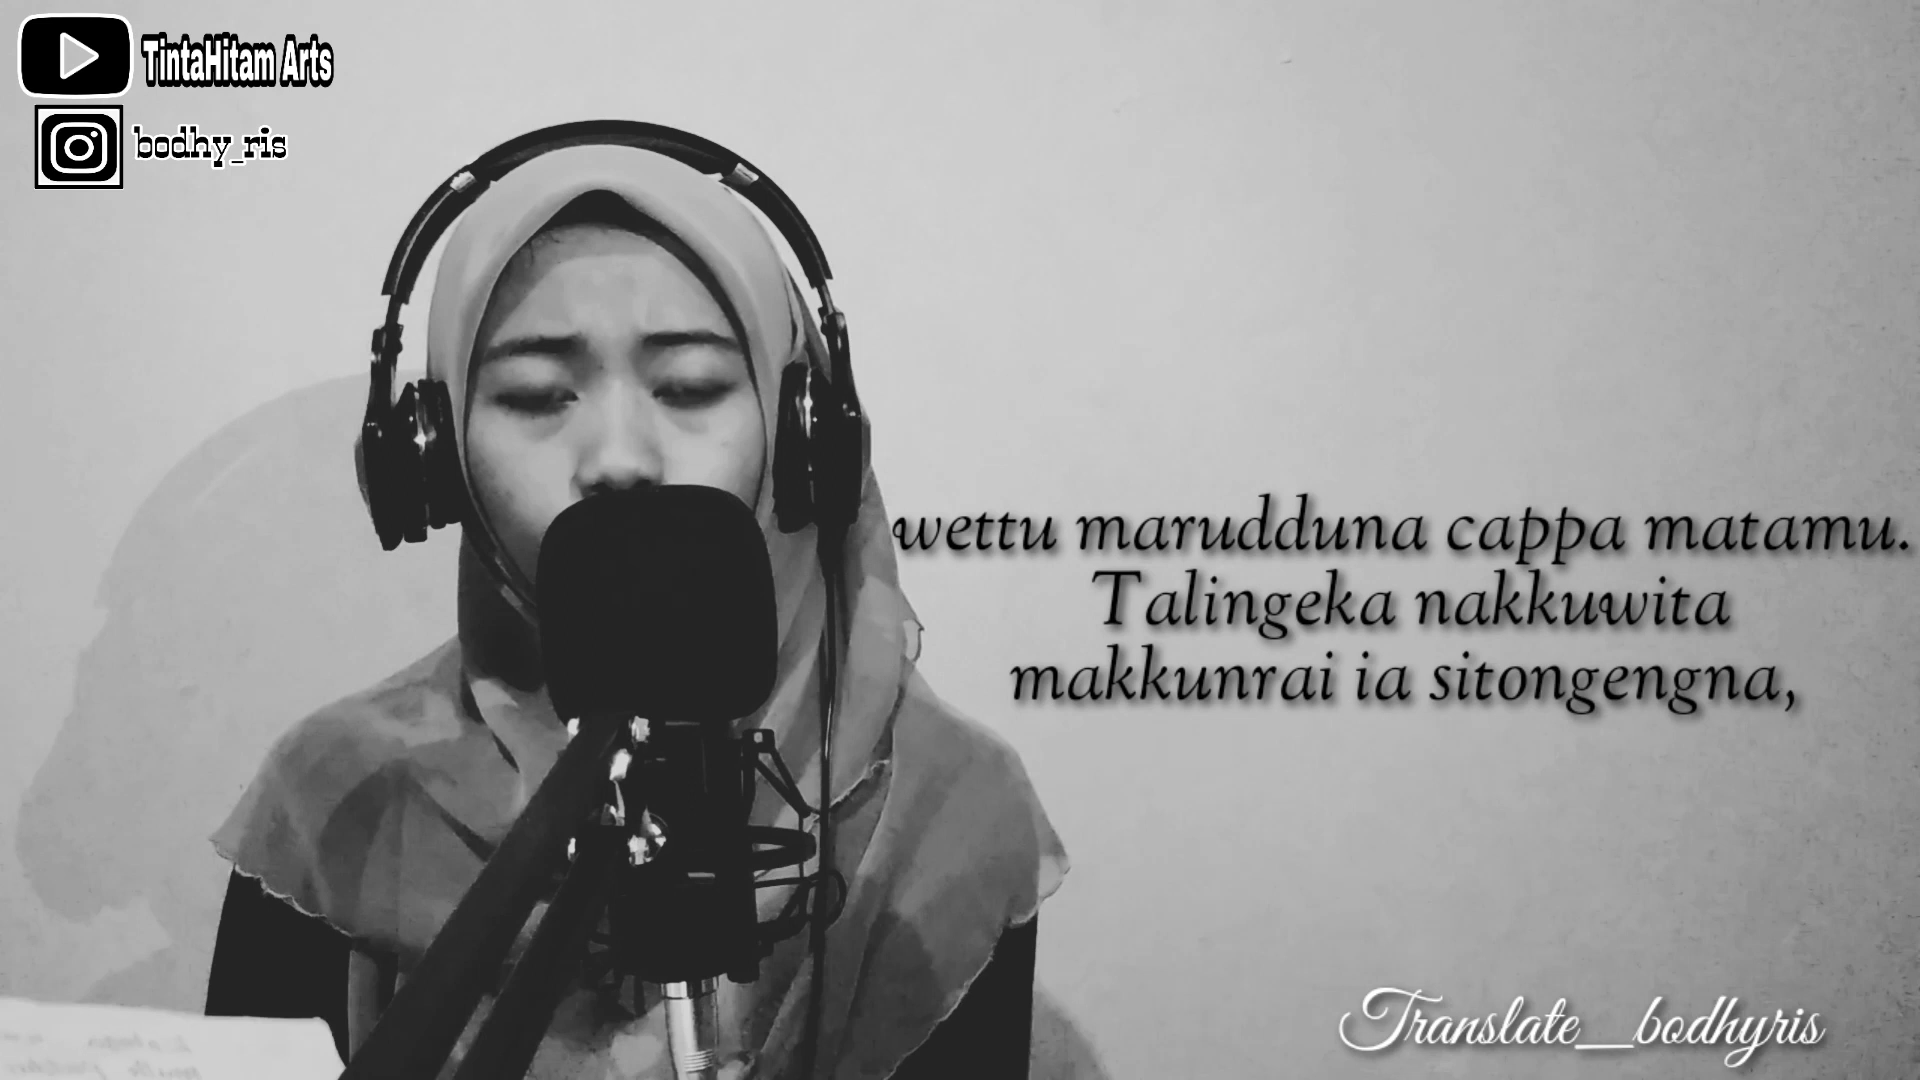 TintaHitam Arts
bodhy_ris
wettu marudduna cappa matamu.
Talingeka nakkuwita
makkunrai ia sitongengna,
Translate_bodhyris